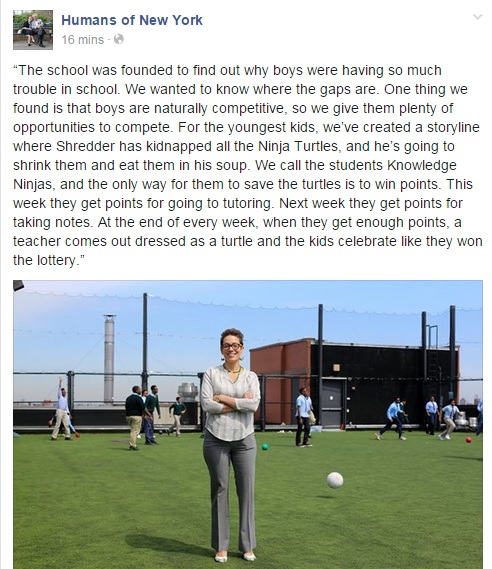 Humans of New York
16 mins ·
“The school was founded to find out why boys were having so much
trouble in school. We wanted to know where the gaps are. One thing we
found is that boys are naturally competitive, so we give them plenty of
opportunities to compete. For the youngest kids, we’ve created a storyline
where Shredder has kidnapped all the Ninja Turtles, and he’s going to
shrink them and eat them in his soup. We call the students Knowledge
Ninjas, and the only way for them to save the turtles is to win points. This
week they get points for going to tutoring. Next week they get points for
taking notes. At the end of every week, when they get enough points, a
teacher comes out dressed as a turtle and the kids celebrate like they won
the lottery.”